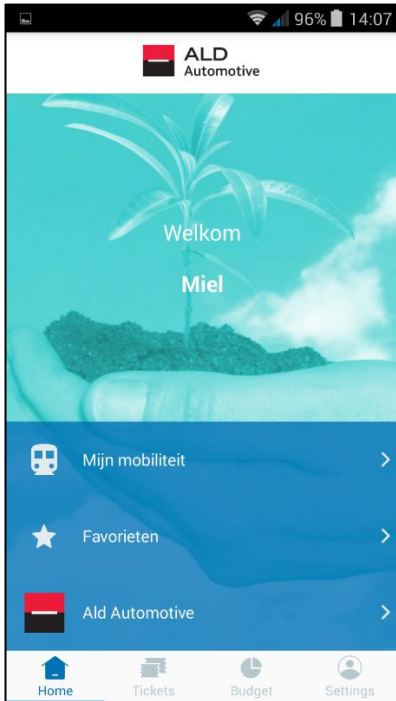 96% 14:07
ALD
Automotive
Welkom
Miel
Mijn mobiliteit
Favorieten
Ald Automotive
Home Tickets Budget Settings